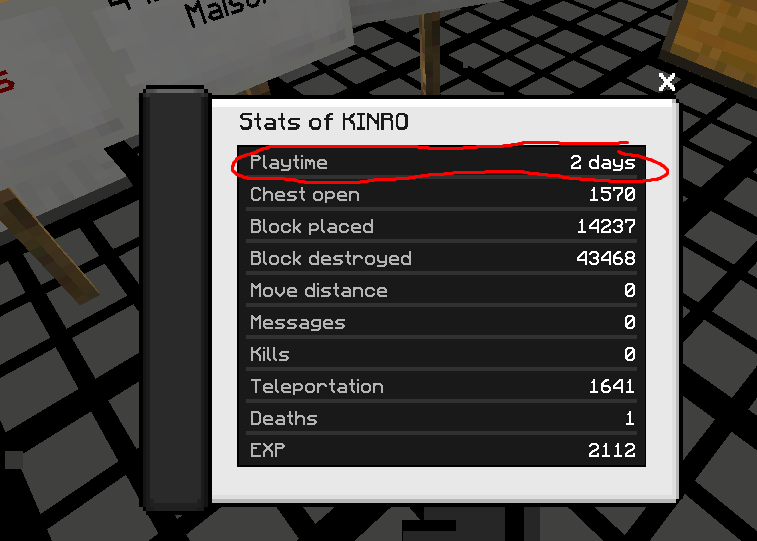 Maison
x
Stats of KINRO
Playtime 2 days
Chest open 1570
Block placed 14237
Block destroyed 43468
Move distance 0
Messages 0
Kills 0
Teleportation 1641
Deaths 1
EXP 2112